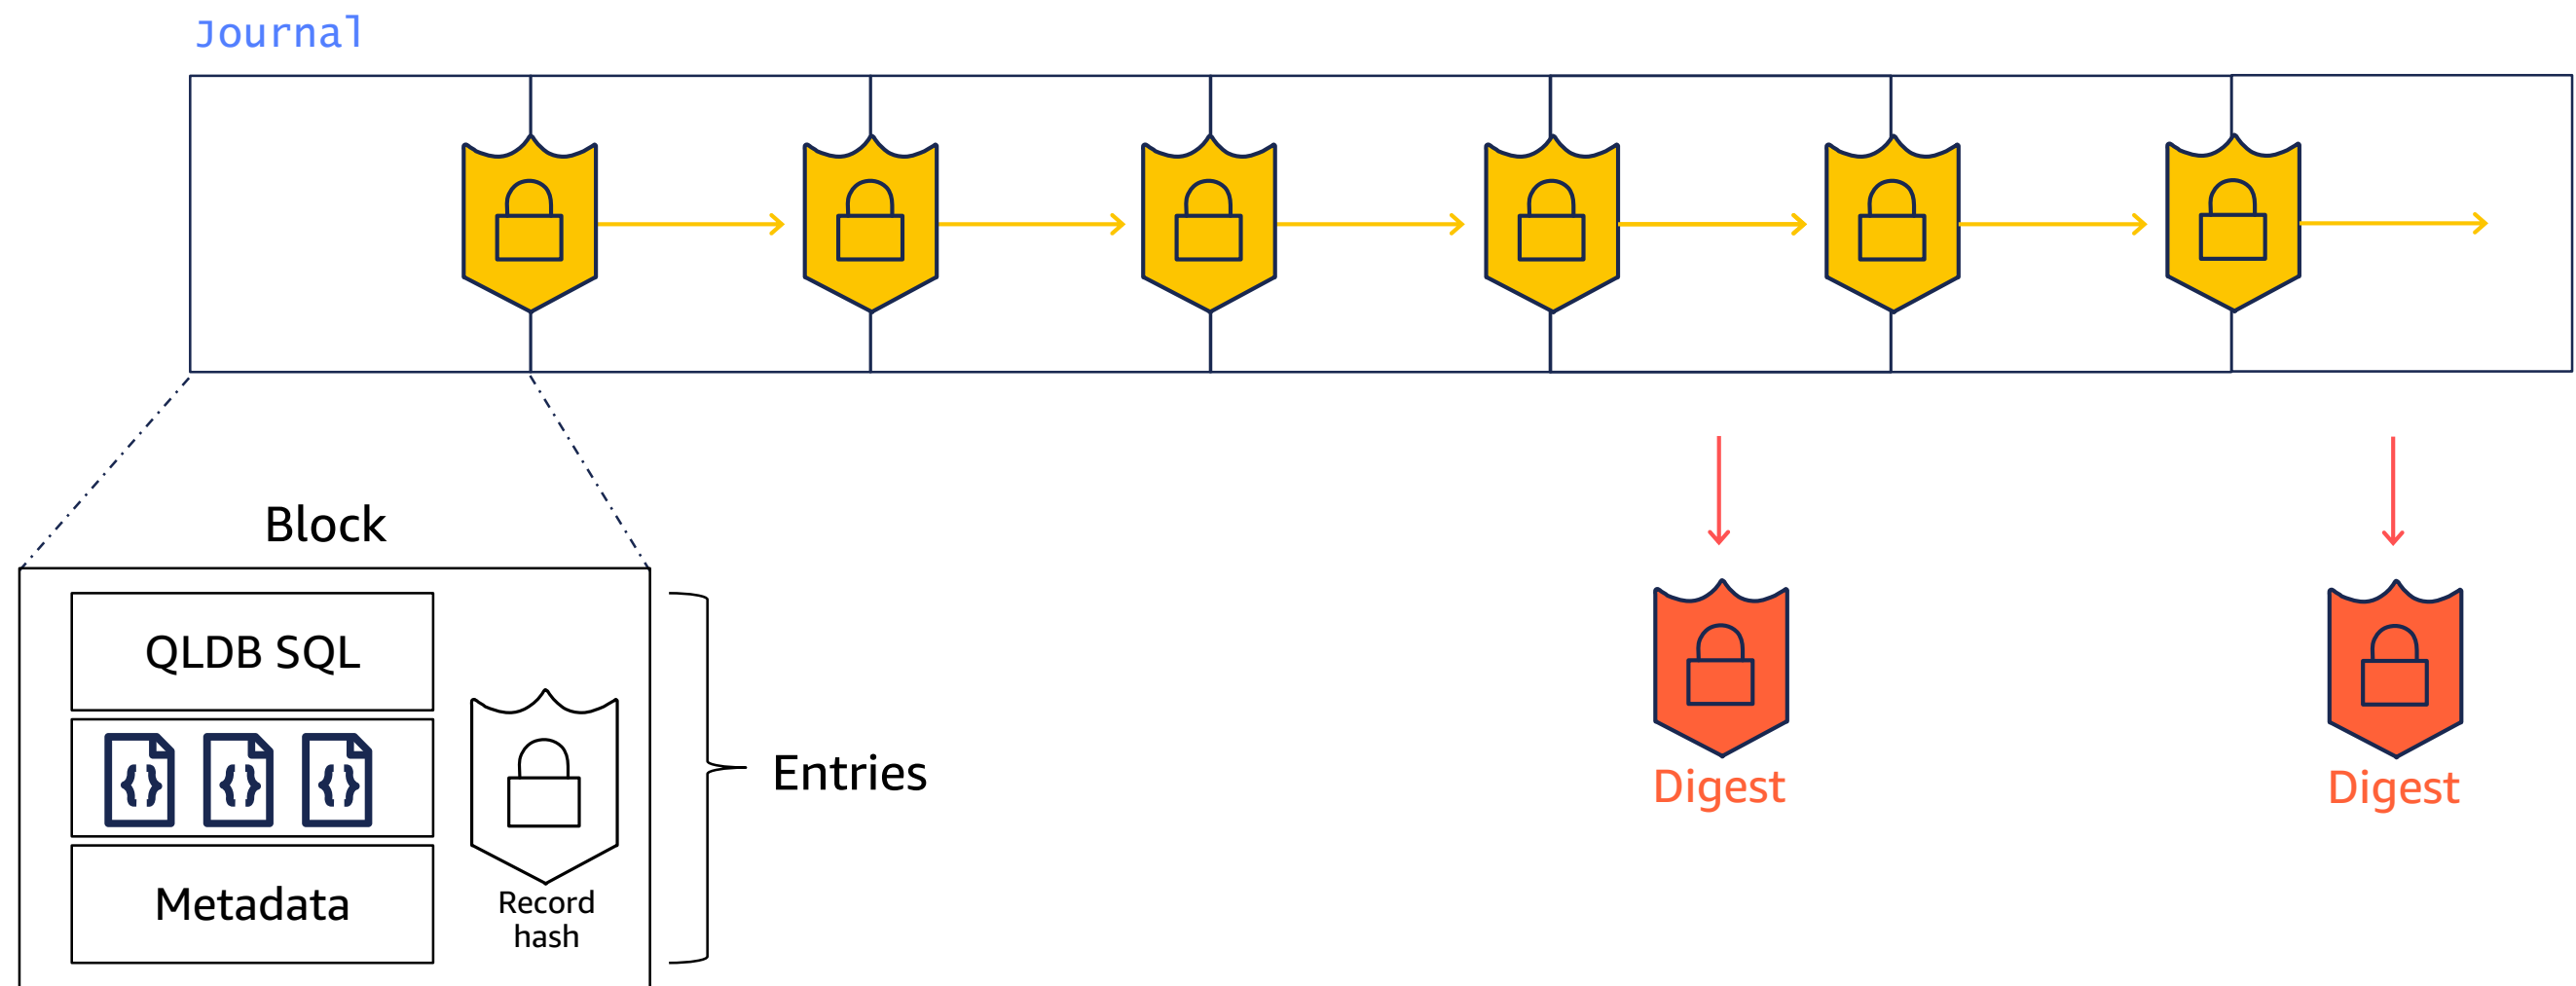 Journal
Block
QLDB SQL
{} {} {}
Metadata
Record
hash
Entries
Digest
Digest